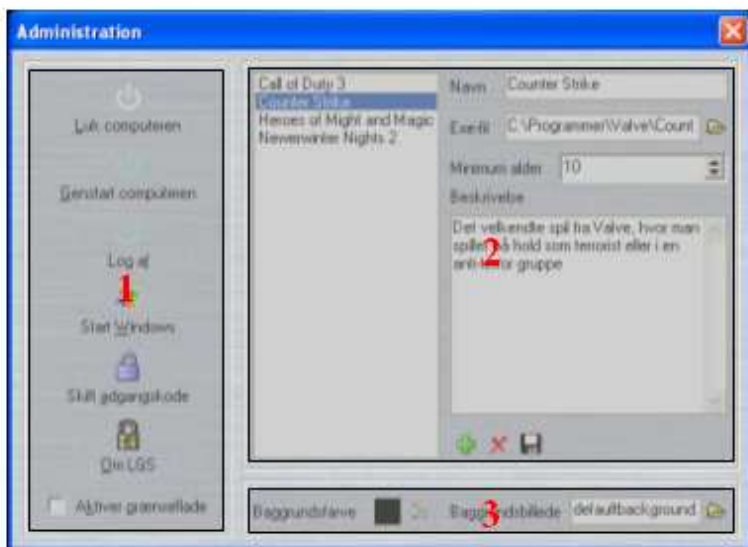 Administration
Luk computeren
Genstart computeren
Log af
1
Start Windows
Skift adgangskode
Om LGS
Aktiver grænseflade
Call of Duty 3
Counter Strike
Heroes of Might and Magic
Neverwinter Nights 2
Navn Counter Strike
Exe-fil C:\Programmer\Valve\Count
Minimum alder 10
Beskrivelse
Det velkendte spil fra Valve, hvor man
spiller på hold som terrorist eller i en
anti-terror gruppe
2
Baggrundsfarve
Baggrundsbillede defaultbackground
3